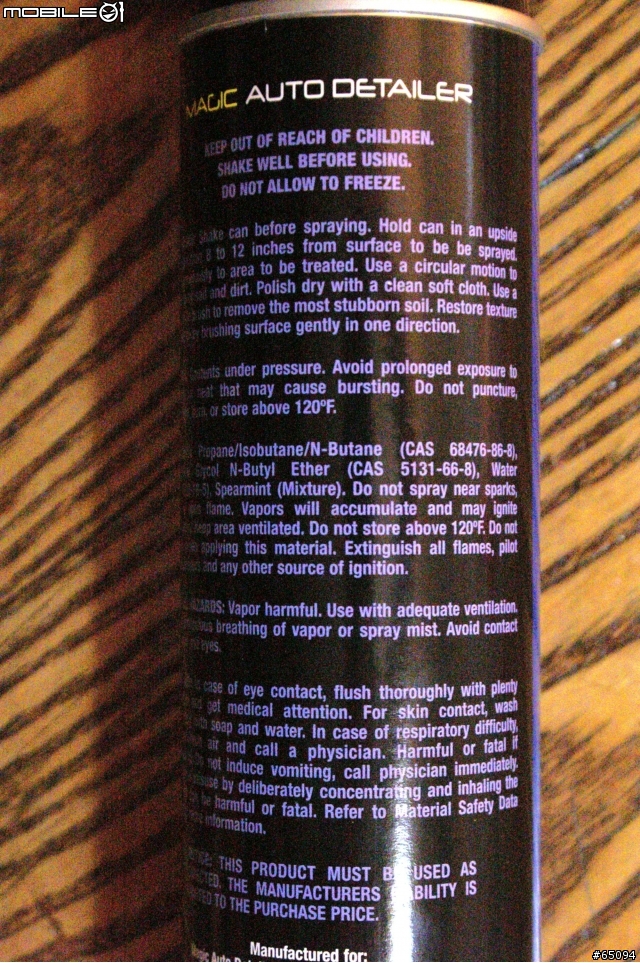 MOBILE01
MAGIC AUTO DETAILER
KEEP OUT OF REACH OF CHILDREN.
SHAKE WELL BEFORE USING.
DO NOT ALLOW TO FREEZE.
Shake can before spraying. Hold can in an upside
8 to 12 inches from surface to be be sprayed.
to area to be treated. Use a circular motion to
and dirt. Polish dry with a clean soft cloth. Use a
to remove the most stubborn soil. Restore texture
brushing surface gently in one direction.
under pressure. Avoid prolonged exposure to
heat that may cause bursting. Do not puncture,
or store above 120ºF.
Propane/Isobutane/N-Butane (CAS 68476-86-8),
Glycol N-Butyl Ether (CAS 5131-66-8), Water
Spearmint (Mixture). Do not spray near sparks,
flame. Vapors will accumulate and may ignite
area ventilated. Do not store above 120ºF. Do not
applying this material. Extinguish all flames, pilot
and any other source of ignition.
HAZARDS: Vapor harmful. Use with adequate ventilation.
breathing of vapor or spray mist. Avoid contact
eyes.
case of eye contact, flush thoroughly with plenty
get medical attention. For skin contact, wash
soap and water. In case of respiratory difficulty,
air and call a physician. Harmful or fatal if
not induce vomiting, call physician immediately.
by deliberately concentrating and inhaling the
be harmful or fatal. Refer to Material Safety Data
information.
THIS PRODUCT MUST BE USED AS
THE MANUFACTURERS LIABILITY IS
TO THE PURCHASE PRICE.
Manufactured for:
Magic Auto
#65094